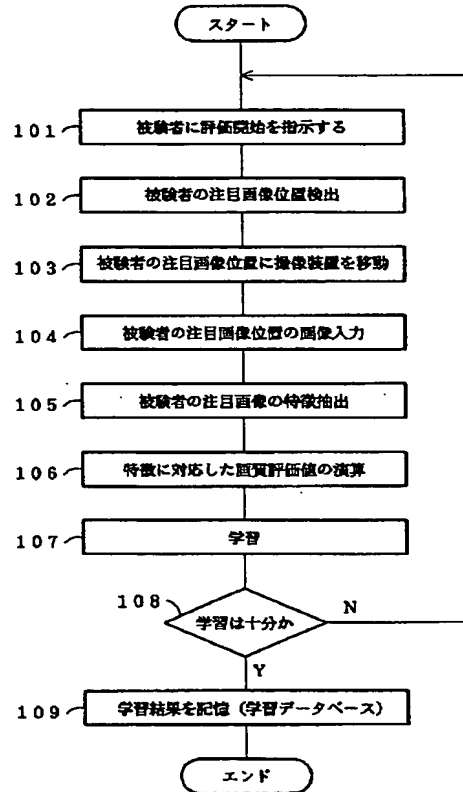 スタート
101 被験者に評価開始を指示する
102 被験者の注目画像位置検出
103 被験者の注目画像位置に撮像装置を移動
104 被験者の注目画像位置の画像入力
105 被験者の注目画像の特徴抽出
106 特徴に対応した画質評価値の演算
107 学習
108 学習は十分か N
Y
109 学習結果を記憶（学習データベース）
エンド